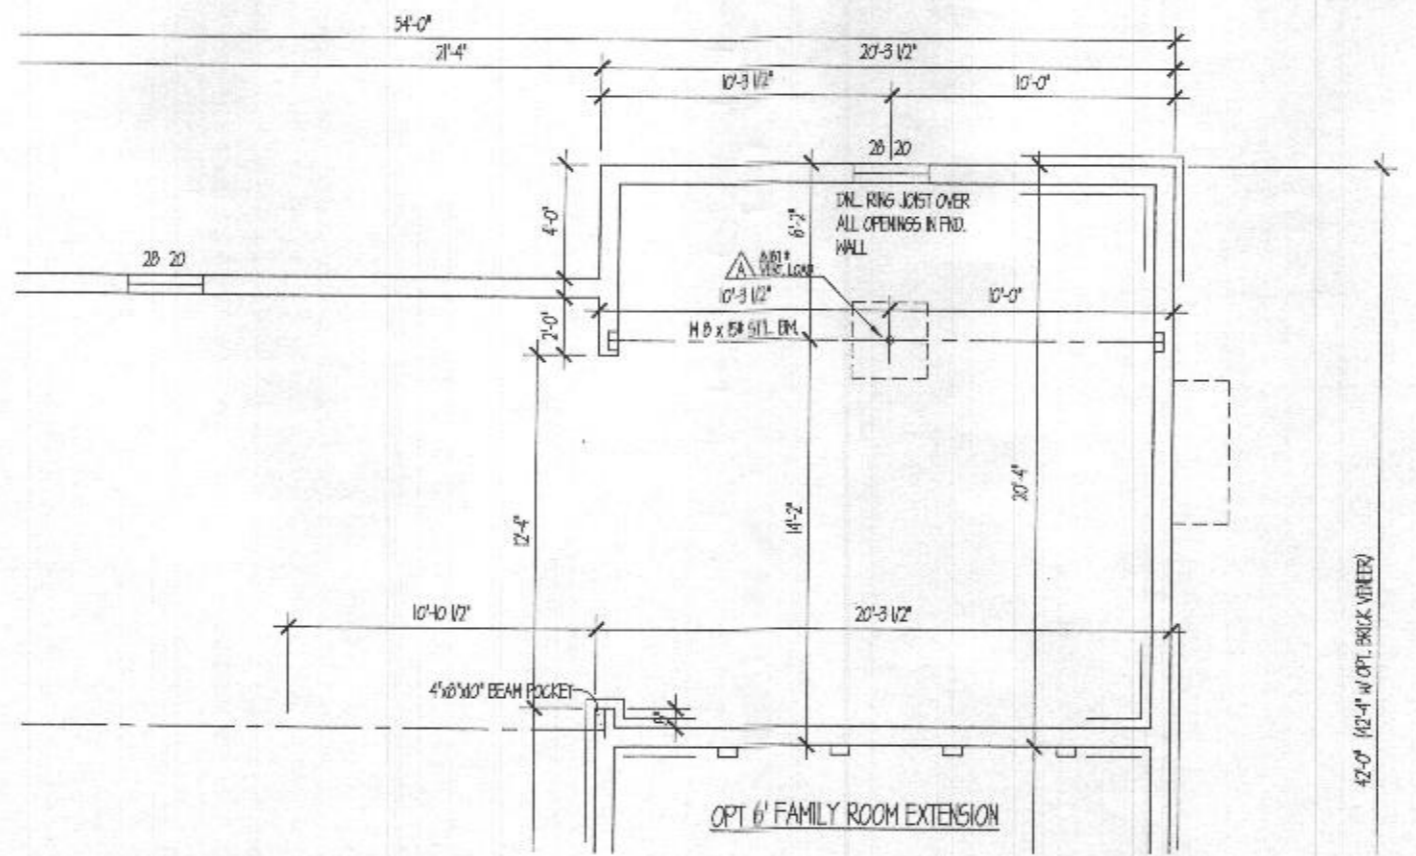 54'-0"
21'-4"
20'-3 1/2"
10'-3 1/2"
10'-0"
28 20
DBL. RING JOIST OVER
ALL OPENINGS IN FND.
WALL
4'-0"
6'-2"
28 20
A
VERT. LOAD
10'-3 1/2"
10'-0"
2'-0"
STL. BM.
12'-4"
14'-2"
20'-4"
10'-10 1/2"
20'-3 1/2"
4"x8"x10" BEAM POCKET
42'-0" (42'-4" W/ OPT. BRICK VENEER)
OPT 6' FAMILY ROOM EXTENSION